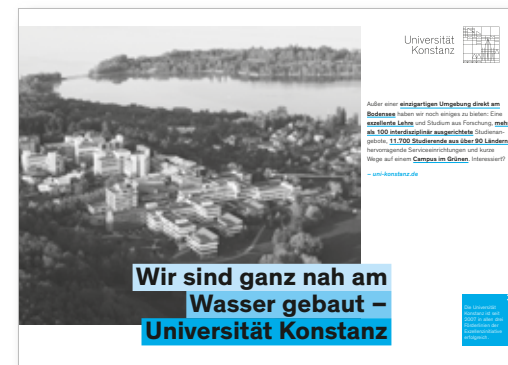 Universität
Konstanz
Außer einer einzigartigen Umgebung direkt am
Bodensee haben wir noch einiges zu bieten: Eine
exzellente Lehre und Studium aus Forschung, mehr
als 100 interdisziplinär ausgerichtete Studienan-
gebote, 11.700 Studierende aus über 90 Ländern,
hervorragende Serviceeinrichtungen und kurze
Wege auf einem Campus im Grünen. Interessiert?
– uni-konstanz.de
Wir sind ganz nah am
Wasser gebaut –
Universität Konstanz
Die Universität
Konstanz ist seit
2007 in allen drei
Förderlinien der
Exzellenzinitiative
erfolgreich.